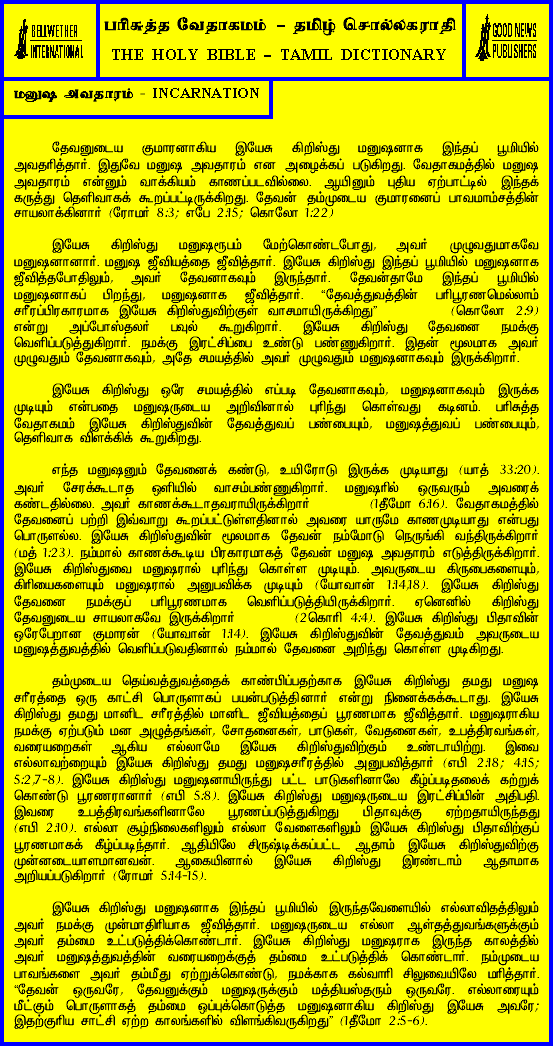 BELLWETHER
INTERNATIONAL
பரிசுத்த வேதாகமம் – தமிழ் சொல்லகராதி
THE HOLY BIBLE – TAMIL DICTIONARY
GOOD NEWS
PUBLISHERS
மனுஷ அவதாரம் - INCARNATION
தேவனுடைய குமாரனாகிய இயேசு கிறிஸ்து மனுஷனாக இந்தப் பூமியில்
அவதரித்தார். இதுவே மனுஷ அவதாரம் என அழைக்கப் படுகிறது. வேதாகமத்தில் மனுஷ
அவதாரம் என்னும் வாக்கியம் காணப்படவில்லை. ஆயினும் புதிய ஏற்பாட்டில் இந்தக்
கருத்து தெளிவாகக் கூறப்பட்டிருக்கிறது. தேவன் தம்முடைய குமாரனைப் பாவமாம்சத்தின்
சாயலாக்கினார் (ரோமர் 8:3; எபே 2:15; கொலோ 1:22)
இயேசு கிறிஸ்து மனுஷரூபம் மேற்கொண்டபோது, அவர் முழுவதுமாகவே
மனுஷனானார். மனுஷ ஜீவியத்தை ஜீவித்தார். இயேசு கிறிஸ்து இந்தப் பூமியில் மனுஷனாக
ஜீவித்தபோதிலும், அவர் தேவனாகவும் இருந்தார். தேவன்தாமே இந்தப் பூமியில்
மனுஷனாகப் பிறந்து, மனுஷனாக ஜீவித்தார். “தேவத்துவத்தின் பரிபூரணமெல்லாம்
சரீரப்பிரகாரமாக இயேசு கிறிஸ்துவிற்குள் வாசமாயிருக்கிறது” (கொலோ 2:9)
என்று அப்போஸ்தலர் பவுல் கூறுகிறார். இயேசு கிறிஸ்து தேவனை நமக்கு
வெளிப்படுத்துகிறார். நமக்கு இரட்சிப்பை உண்டு பண்ணுகிறார். இதன் மூலமாக அவர்
முழுவதும் தேவனாகவும், அதே சமயத்தில் அவர் முழுவதும் மனுஷனாகவும் இருக்கிறார்.
இயேசு கிறிஸ்து ஒரே சமயத்தில் எப்படி தேவனாகவும், மனுஷனாகவும் இருக்க
முடியும் என்பதை மனுஷருடைய அறிவினால் புரிந்து கொள்வது கடினம். பரிசுத்த
வேதாகமம் இயேசு கிறிஸ்துவின் தேவத்துவப் பண்பையும், மனுஷத்துவப் பண்பையும்,
தெளிவாக விளக்கிக் கூறுகிறது.
எந்த மனுஷனும் தேவனைக் கண்டு, உயிரோடு இருக்க முடியாது (யாத் 33:20).
அவர் சேரக்கூடாத ஒளியில் வாசம்பண்ணுகிறார். மனுஷரில் ஒருவரும் அவரைக்
கண்டதில்லை. அவர் காணக்கூடாதவராயிருக்கிறார் (1தீமோ 6:16). வேதாகமத்தில்
தேவனைப் பற்றி இவ்வாறு கூறப்பட்டுள்ளதினால் அவரை யாருமே காணமுடியாது என்பது
பொருளல்ல. இயேசு கிறிஸ்துவின் மூலமாக தேவன் நம்மோடு நெருங்கி வந்திருக்கிறார்
(மத் 1:23). நம்மால் காணக்கூடிய பிரகாரமாகத் தேவன் மனுஷ அவதாரம் எடுத்திருக்கிறார்.
இயேசு கிறிஸ்துவை மனுஷரால் புரிந்து கொள்ள முடியும். அவருடைய கிருபைகளையும்,
கிரியைகளையும் மனுஷரால் அனுபவிக்க முடியும் (யோவான் 1:14,18). இயேசு கிறிஸ்து
தேவனை நமக்குப் பரிபூரணமாக வெளிப்படுத்தியிருக்கிறார். ஏனெனில் கிறிஸ்து
தேவனுடைய சாயலாகவே இருக்கிறார் (2கொரி 4:4). இயேசு கிறிஸ்து பிதாவின்
ஒரேபேறான குமாரன் (யோவான் 1:14). இயேசு கிறிஸ்துவின் தேவத்துவம் அவருடைய
மனுஷத்துவத்தில் வெளிப்படுவதினால் நம்மால் தேவனை அறிந்து கொள்ள முடிகிறது.
தம்முடைய தெய்வத்துவத்தைக் காண்பிப்பதற்காக இயேசு கிறிஸ்து தமது மனுஷ
சரீரத்தை ஒரு காட்சி பொருளாகப் பயன்படுத்தினார் என்று நினைக்கக்கூடாது. இயேசு
கிறிஸ்து தமது மானிட சரீரத்தில் மானிட ஜீவியத்தைப் பூரணமாக ஜீவித்தார். மனுஷராகிய
நமக்கு ஏற்படும் மன அழுத்தங்கள், சோதனைகள், பாடுகள், வேதனைகள், உபத்திரவங்கள்,
வரையறைகள் ஆகிய எல்லாமே இயேசு கிறிஸ்துவிற்கும் உண்டாயிற்று. இவை
எல்லாவற்றையும் இயேசு கிறிஸ்து தமது மனுஷசரீரத்தில் அனுபவித்தார் (எபி 2:18; 4:15;
5:2,7-8). இயேசு கிறிஸ்து மனுஷனாயிருந்து பட்ட பாடுகளினாலே கீழ்ப்படிதலைக் கற்றுக்
கொண்டு பூரணரானார் (எபி 5:8). இயேசு கிறிஸ்து மனுஷருடைய இரட்சிப்பின் அதிபதி.
இவரை உபத்திரவங்களினாலே பூரணப்படுத்துகிறது பிதாவுக்கு ஏற்றதாயிருந்தது
(எபி 2:10). எல்லா சூழ்நிலைகளிலும் எல்லா வேளைகளிலும் இயேசு கிறிஸ்து பிதாவிற்குப்
பூரணமாகக் கீழ்ப்படிந்தார். ஆதியிலே சிருஷ்டிக்கப்பட்ட ஆதாம் இயேசு கிறிஸ்துவிற்கு
முன்னடையாளமானவன். ஆகையினால் இயேசு கிறிஸ்து இரண்டாம் ஆதாமாக
அறியப்படுகிறார் (ரோமர் 5:14-15).
இயேசு கிறிஸ்து மனுஷனாக இந்தப் பூமியில் இருந்தவேளையில் எல்லாவிதத்திலும்
அவர் நமக்கு முன்மாதிரியாக ஜீவித்தார். மனுஷருடைய எல்லா ஆள்தத்துவங்களுக்கும்
அவர் தம்மை உட்படுத்திக்கொண்டார். இயேசு கிறிஸ்து மனுஷராக இருந்த காலத்தில்
அவர் மனுஷத்துவத்தின் வரையறைக்குத் தம்மை உட்படுத்திக் கொண்டார். நம்முடைய
பாவங்களை அவர் தம்மீது ஏற்றுக்கொண்டு, நமக்காக கல்வாரி சிலுவையிலே மரித்தார்.
“தேவன் ஒருவரே, தேவனுக்கும் மனுஷருக்கும் மத்தியஸ்தரும் ஒருவரே. எல்லாரையும்
மீட்கும் பொருளாகத் தம்மை ஒப்புக்கொடுத்த மனுஷனாகிய கிறிஸ்து இயேசு அவரே;
இதற்குரிய சாட்சி ஏற்ற காலங்களில் விளங்கிவருகிறது” (1தீமோ 2:5-6).